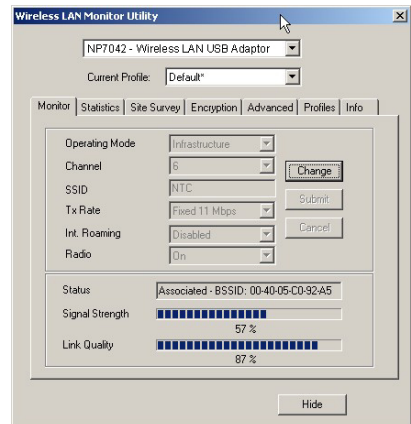 Wireless LAN Monitor Utility
NP7042 - Wireless LAN USB Adaptor
Current Profile: Default*
Monitor Statistics Site Survey Encryption Advanced Profiles Info
Operating Mode Infrastructure
Channel 6 Change
SSID NTC
Submit
Tx Rate Fixed 11 Mbps
Cancel
Int. Roaming Disabled
Radio On
Status Associated - BSSID: 00-40-05-C0-92-A5
Signal Strength
57 %
Link Quality
87 %
Hide